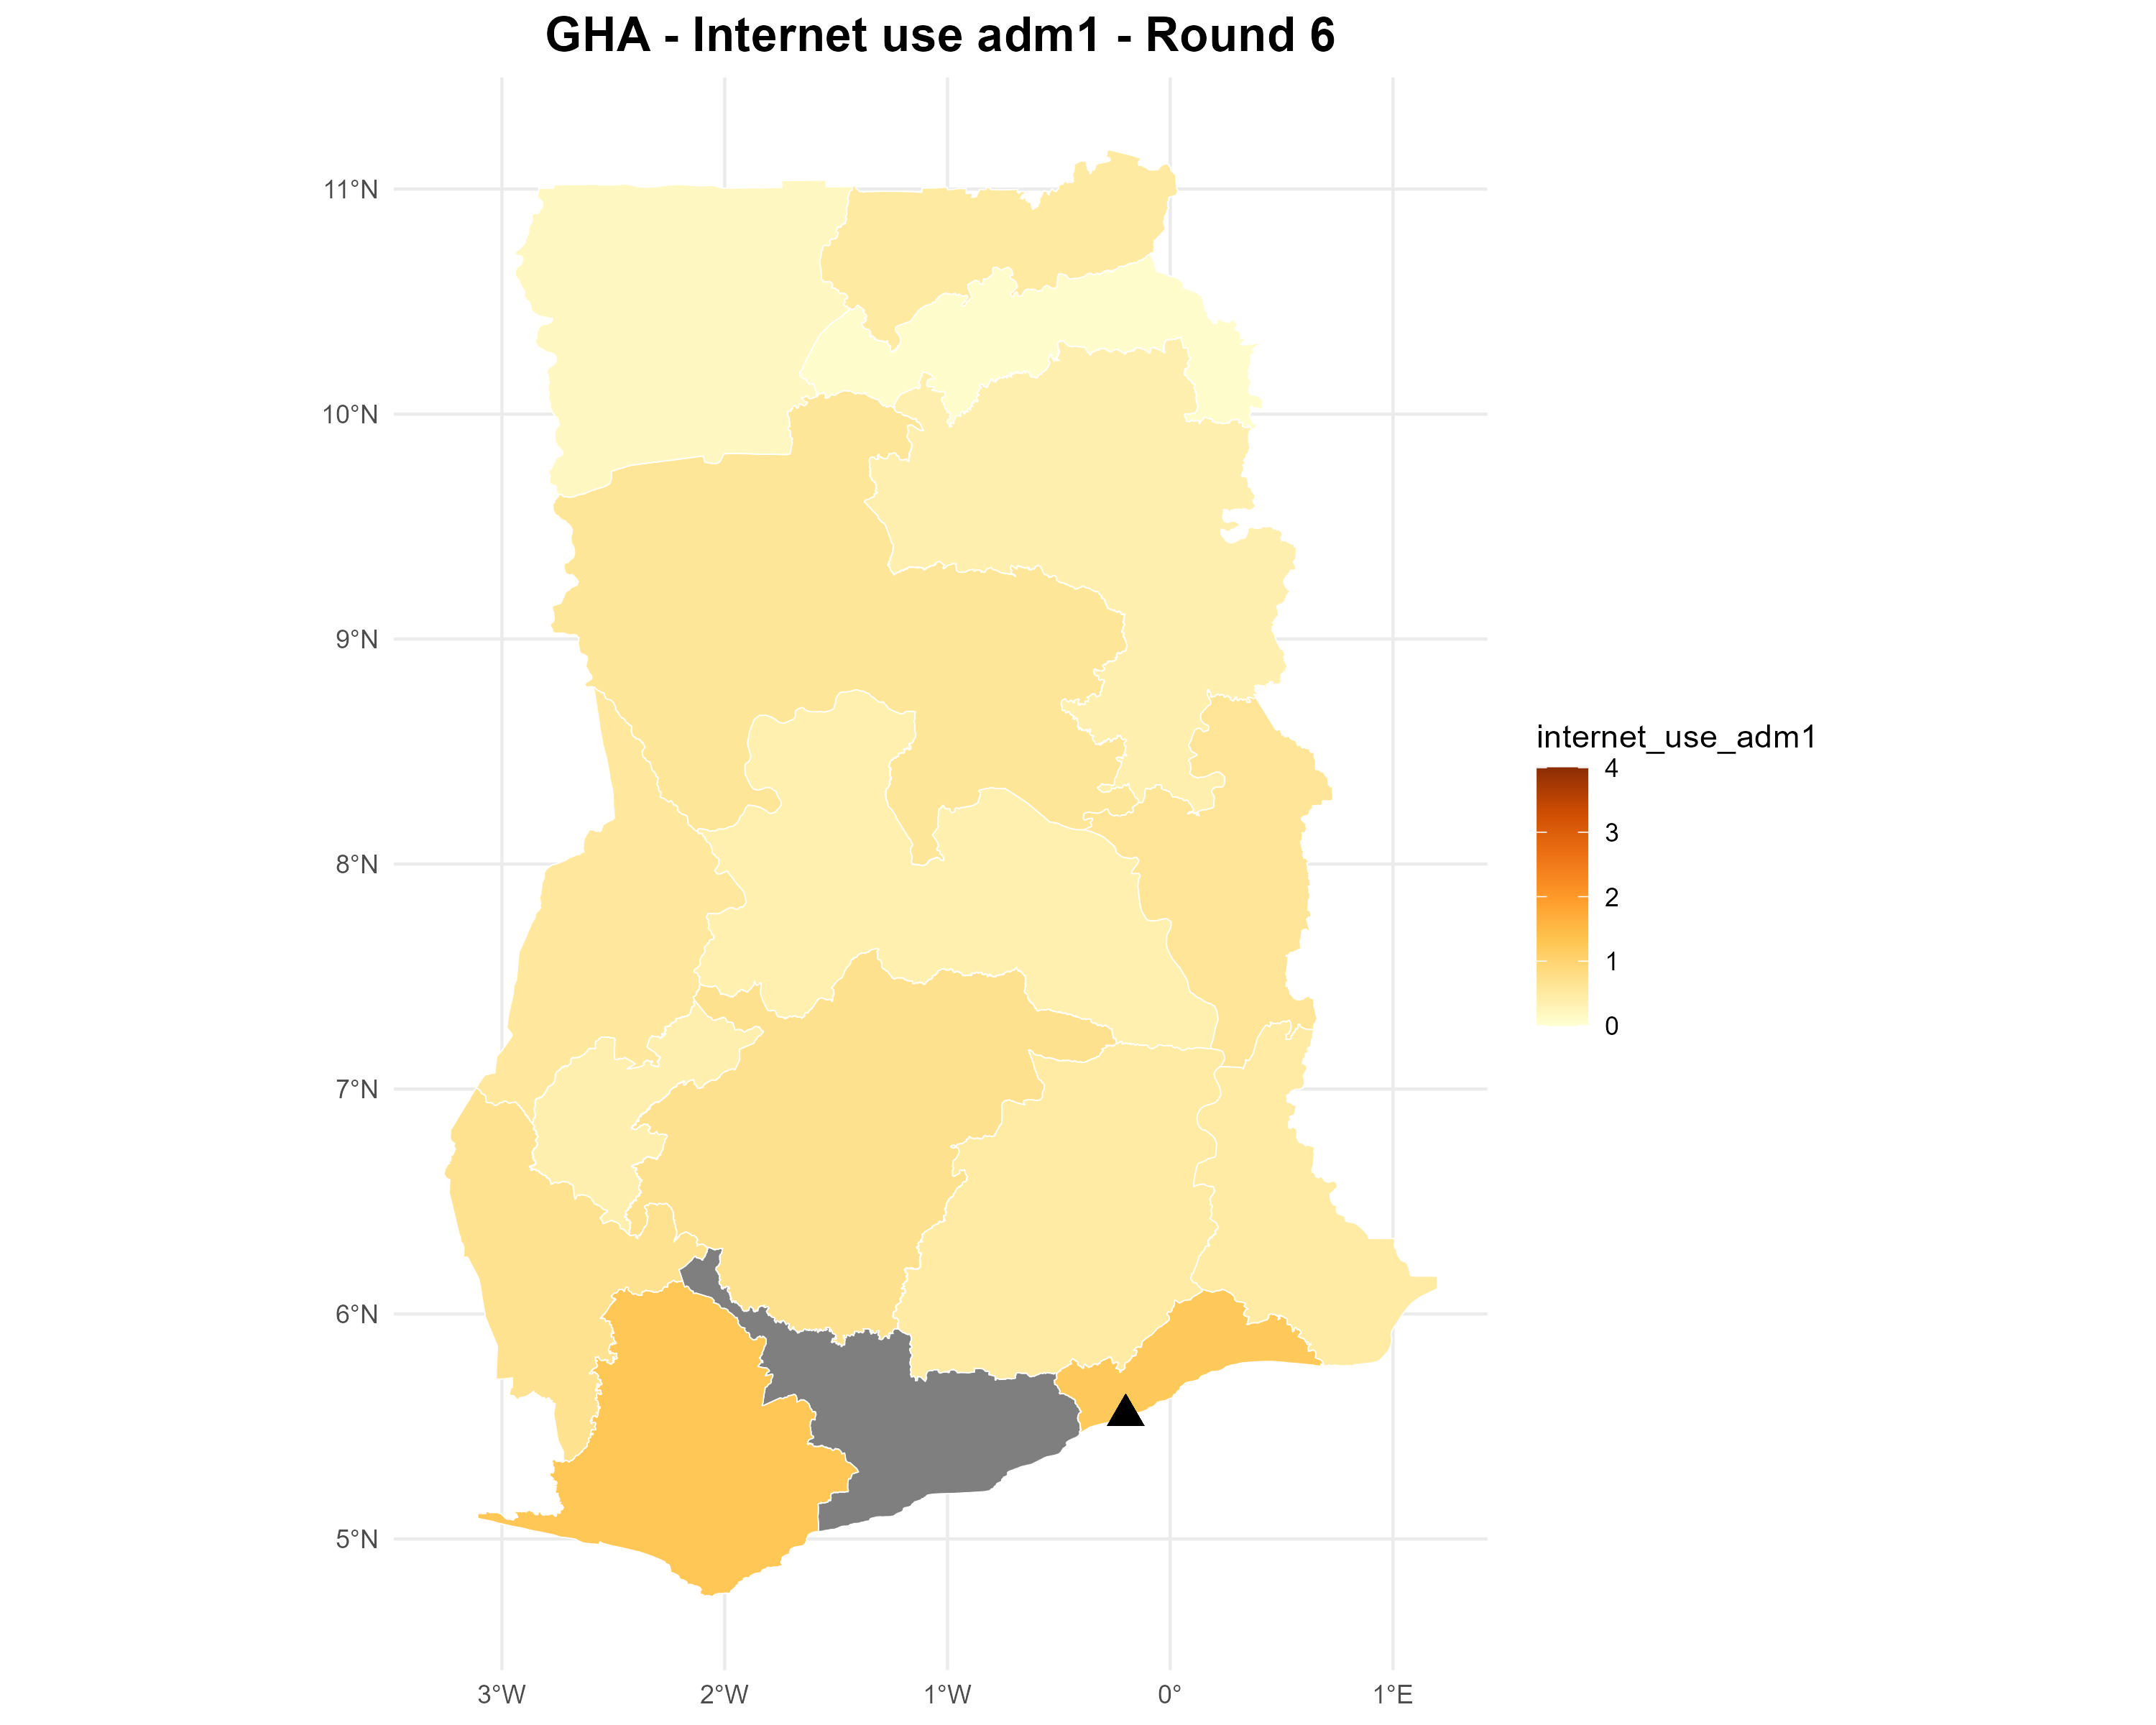 GHA - Internet use adm1 - Round 6
11°N
10°N
9°N
8°N
7°N
6°N
5°N
3°W
2°W
1°W
0°
1°E
internet_use_adm1
4
3
2
1
0